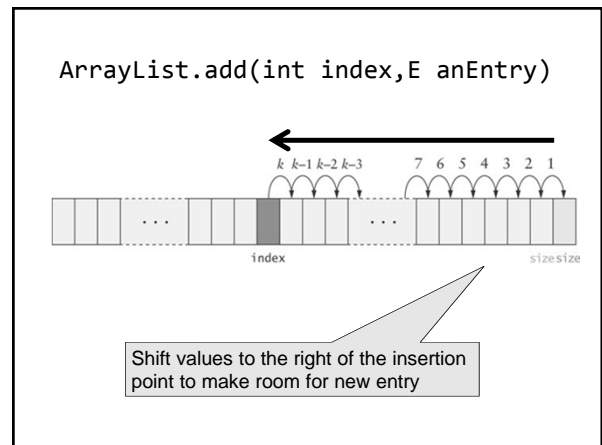 ArrayList.add(int index,E anEntry)
k k–1 k–2 k–3 7 6 5 4 3 2 1
. . . . . .
index sizesize
Shift values to the right of the insertion
point to make room for new entry